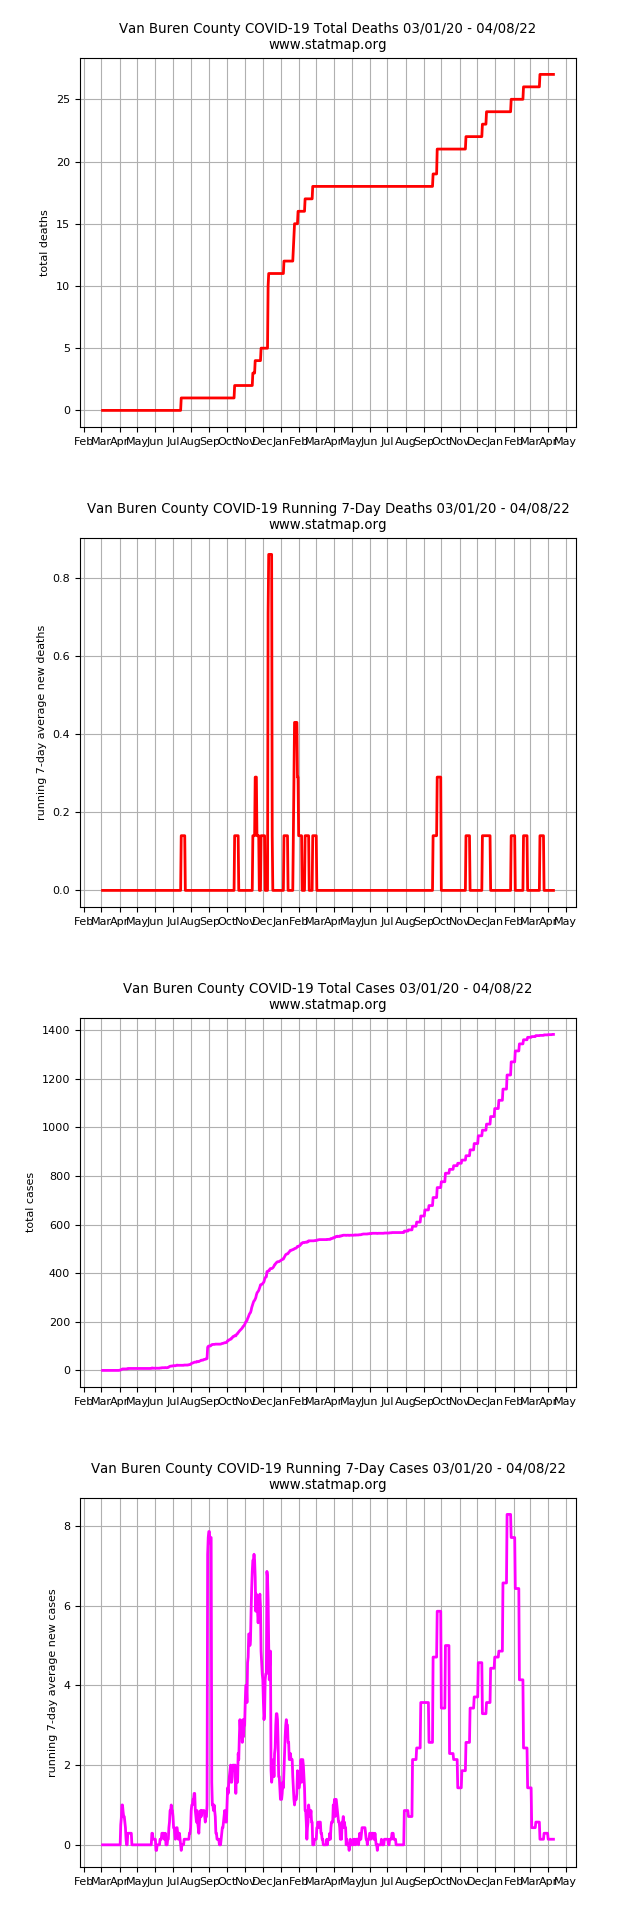 Van Buren County COVID-19 Total Deaths 03/01/20 - 04/08/22
www.statmap.org
25
20
15
10
5
0
total deaths
Feb Mar Apr May Jun Jul Aug Sep Oct Nov Dec Jan Feb Mar Apr May Jun Jul Aug Sep Oct Nov Dec Jan Feb Mar Apr May
Van Buren County COVID-19 Running 7-Day Deaths 03/01/20 - 04/08/22
www.statmap.org
0.8
0.6
0.4
0.2
0.0
running 7-day average new deaths
Feb Mar Apr May Jun Jul Aug Sep Oct Nov Dec Jan Feb Mar Apr May Jun Jul Aug Sep Oct Nov Dec Jan Feb Mar Apr May
Van Buren County COVID-19 Total Cases 03/01/20 - 04/08/22
www.statmap.org
1400
1200
1000
800
600
400
200
0
total cases
Feb Mar Apr May Jun Jul Aug Sep Oct Nov Dec Jan Feb Mar Apr May Jun Jul Aug Sep Oct Nov Dec Jan Feb Mar Apr May
Van Buren County COVID-19 Running 7-Day Cases 03/01/20 - 04/08/22
www.statmap.org
8
6
4
2
0
running 7-day average new cases
Feb Mar Apr May Jun Jul Aug Sep Oct Nov Dec Jan Feb Mar Apr May Jun Jul Aug Sep Oct Nov Dec Jan Feb Mar Apr May